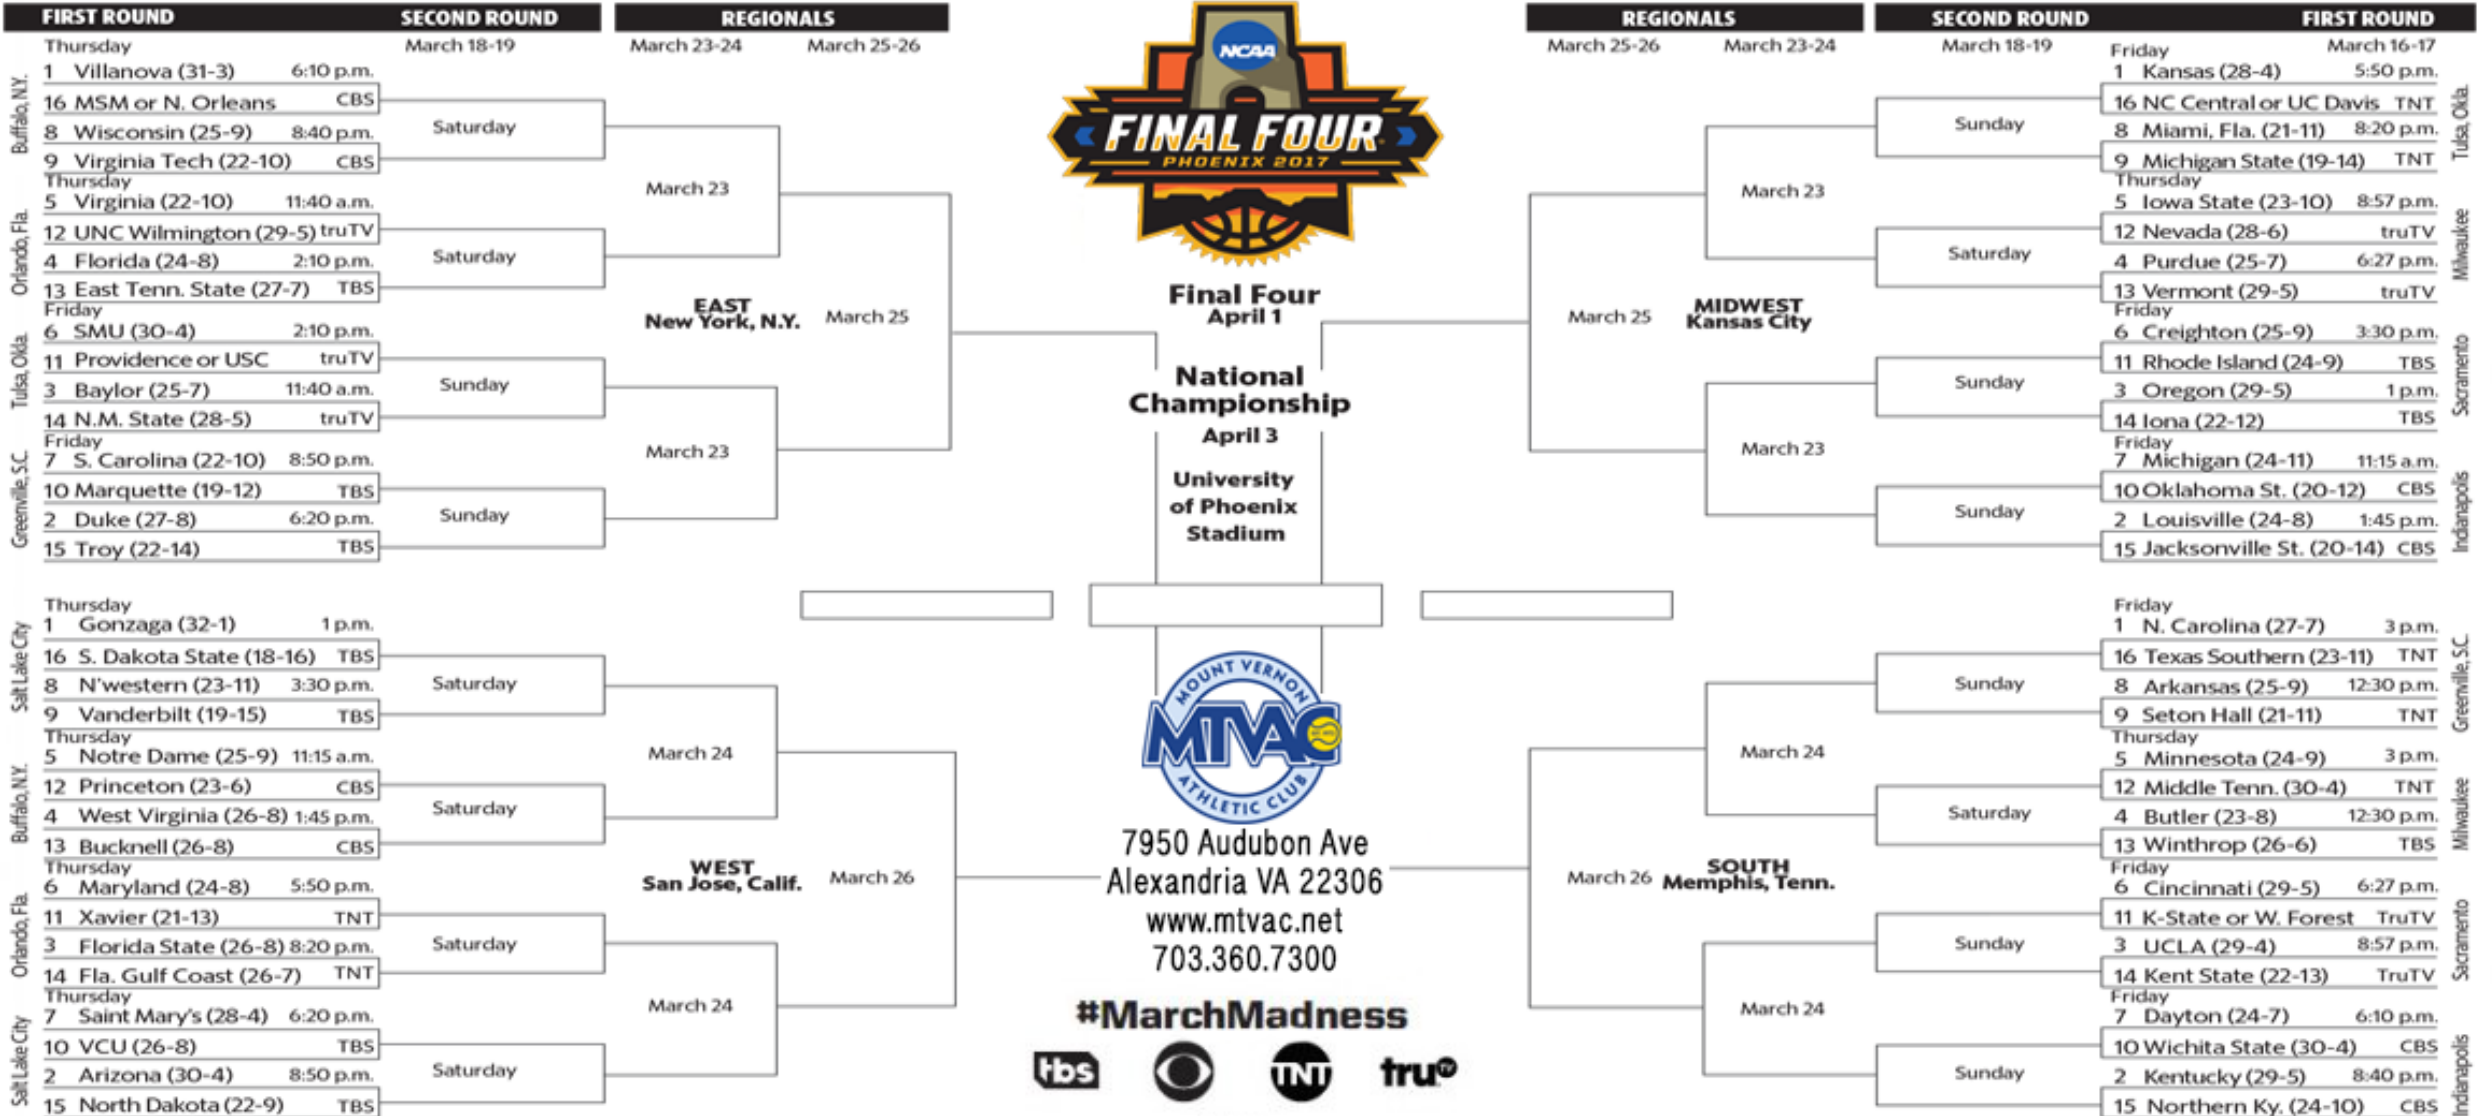 FIRST ROUND SECOND ROUND REGIONALS
Thursday March 18-19 March 23-24 March 25-26
Buffalo, N.Y.
1 Villanova (31-3) 6:10 p.m.
16 MSM or N. Orleans CBS
8 Wisconsin (25-9) 8:40 p.m.
9 Virginia Tech (22-10) CBS
Saturday
Thursday
Orlando, Fla.
5 Virginia (22-10) 11:40 a.m.
12 UNC Wilmington (29-5) truTV
4 Florida (24-8) 2:10 p.m.
13 East Tenn. State (27-7) TBS
Saturday
March 23
Friday
Tulsa, Okla.
6 SMU (30-4) 2:10 p.m.
11 Providence or USC truTV
3 Baylor (25-7) 11:40 a.m.
14 N.M. State (28-5) truTV
Sunday
Friday
Greenville, S.C.
7 S. Carolina (22-10) 8:50 p.m.
10 Marquette (19-12) TBS
2 Duke (27-8) 6:20 p.m.
15 Troy (22-14) TBS
Sunday
March 23
EAST
New York, N.Y.
March 25
Thursday
Salt Lake City
1 Gonzaga (32-1) 1 p.m.
16 S. Dakota State (18-16) TBS
8 N'western (23-11) 3:30 p.m.
9 Vanderbilt (19-15) TBS
Saturday
Thursday
Buffalo, N.Y.
5 Notre Dame (25-9) 11:15 a.m.
12 Princeton (23-6) CBS
4 West Virginia (26-8) 1:45 p.m.
13 Bucknell (26-8) CBS
Saturday
March 24
Thursday
Orlando, Fla.
6 Maryland (24-8) 5:50 p.m.
11 Xavier (21-13) TNT
3 Florida State (26-8) 8:20 p.m.
14 Fla. Gulf Coast (26-7) TNT
Saturday
Thursday
Salt Lake City
7 Saint Mary's (28-4) 6:20 p.m.
10 VCU (26-8) TBS
2 Arizona (30-4) 8:50 p.m.
15 North Dakota (22-9) TBS
Saturday
March 24
WEST
San Jose, Calif.
March 26
NCAA
FINAL FOUR
PHOENIX 2017
Final Four
April 1
National
Championship
April 3
University
of Phoenix
Stadium
MOUNT VERNON
MTVAC
ATHLETIC CLUB
7950 Audubon Ave
Alexandria VA 22306
www.mtvac.net
703.360.7300
#MarchMadness
tbs TNT truTV
REGIONALS SECOND ROUND FIRST ROUND
March 25-26 March 23-24 March 18-19 March 16-17
Friday
Tulsa, Okla.
1 Kansas (28-4) 5:50 p.m.
16 NC Central or UC Davis TNT
8 Miami, Fla. (21-11) 8:20 p.m.
9 Michigan State (19-14) TNT
Sunday
Thursday
Milwaukee
5 Iowa State (23-10) 8:57 p.m.
12 Nevada (28-6) truTV
4 Purdue (25-7) 6:27 p.m.
13 Vermont (29-5) truTV
Saturday
March 23
Friday
Sacramento
6 Creighton (25-9) 3:30 p.m.
11 Rhode Island (24-9) TBS
3 Oregon (29-5) 1 p.m.
14 Iona (22-12) TBS
Sunday
Friday
Indianapolis
7 Michigan (24-11) 11:15 a.m.
10 Oklahoma St. (20-12) CBS
2 Louisville (24-8) 1:45 p.m.
15 Jacksonville St. (20-14) CBS
Sunday
March 23
March 25
MIDWEST
Kansas City
Friday
Greenville, S.C.
1 N. Carolina (27-7) 3 p.m.
16 Texas Southern (23-11) TNT
8 Arkansas (25-9) 12:30 p.m.
9 Seton Hall (21-11) TNT
Sunday
Thursday
Milwaukee
5 Minnesota (24-9) 3 p.m.
12 Middle Tenn. (30-4) TNT
4 Butler (23-8) 12:30 p.m.
13 Winthrop (26-6) TBS
Saturday
March 24
Friday
Sacramento
6 Cincinnati (29-5) 6:27 p.m.
11 K-State or W. Forest TruTV
3 UCLA (29-4) 8:57 p.m.
14 Kent State (22-13) TruTV
Sunday
Friday
Indianapolis
7 Dayton (24-7) 6:10 p.m.
10 Wichita State (30-4) CBS
2 Kentucky (29-5) 8:40 p.m.
15 Northern Ky. (24-10) CBS
Sunday
March 24
March 26
SOUTH
Memphis, Tenn.